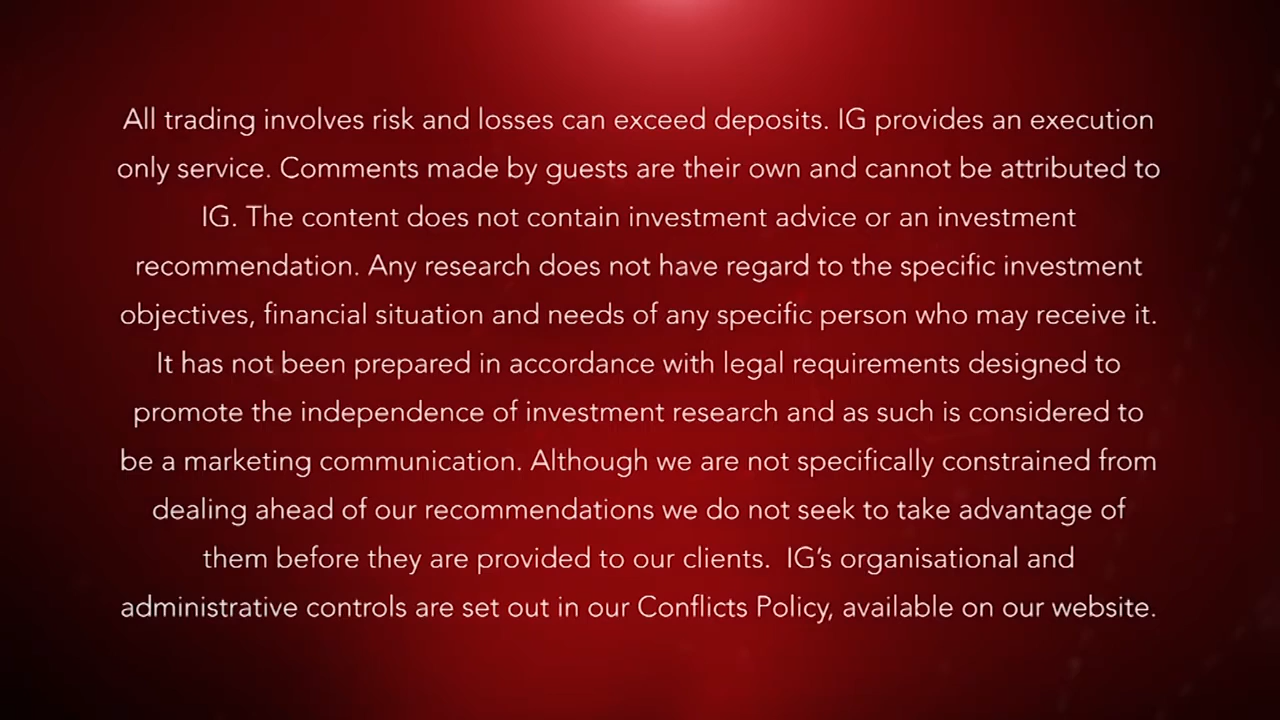 All trading involves risk and losses can exceed deposits. IG provides an execution
only service. Comments made by guests are their own and cannot be attributed to
IG. The content does not contain investment advice or an investment
recommendation. Any research does not have regard to the specific investment
objectives, financial situation and needs of any specific person who may receive it.
It has not been prepared in accordance with legal requirements designed to
promote the independence of investment research and as such is considered to
be a marketing communication. Although we are not specifically constrained from
dealing ahead of our recommendations we do not seek to take advantage of
them before they are provided to our clients.  IG’s organisational and
administrative controls are set out in our Conflicts Policy, available on our website.